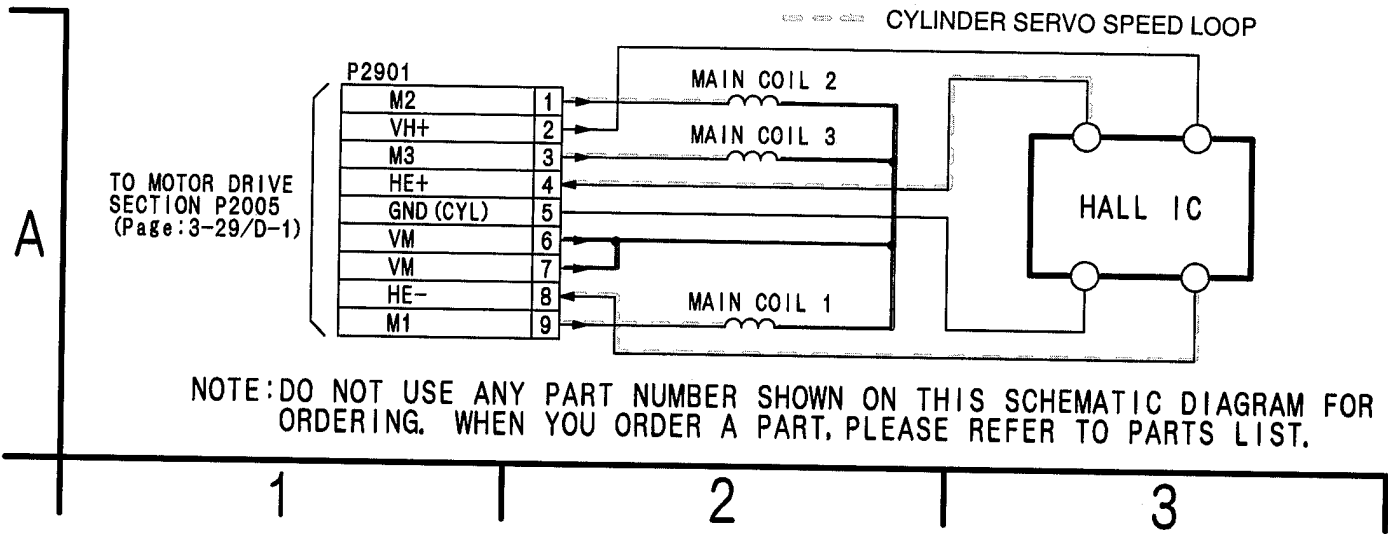 CYLINDER SERVO SPEED LOOP
P2901
M2 1
VH+ 2
M3 3
HE+ 4
GND (CYL) 5
VM 6
VM 7
HE- 8
M1 9
TO MOTOR DRIVE
SECTION P2005
(Page:3-29/D-1)
MAIN COIL 2
MAIN COIL 3
MAIN COIL 1
HALL IC
A
NOTE:DO NOT USE ANY PART NUMBER SHOWN ON THIS SCHEMATIC DIAGRAM FOR
ORDERING. WHEN YOU ORDER A PART, PLEASE REFER TO PARTS LIST.
1 2 3